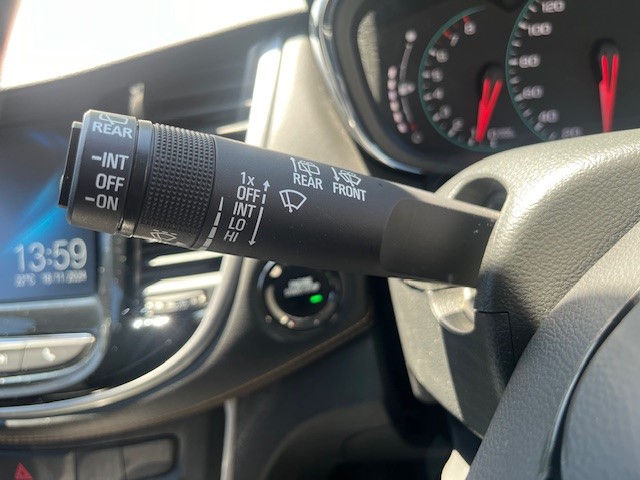 REAR
INT
OFF
ON
1x
OFF
INT
LO
HI
REAR
FRONT
13:59
120
100
80
60
40
20